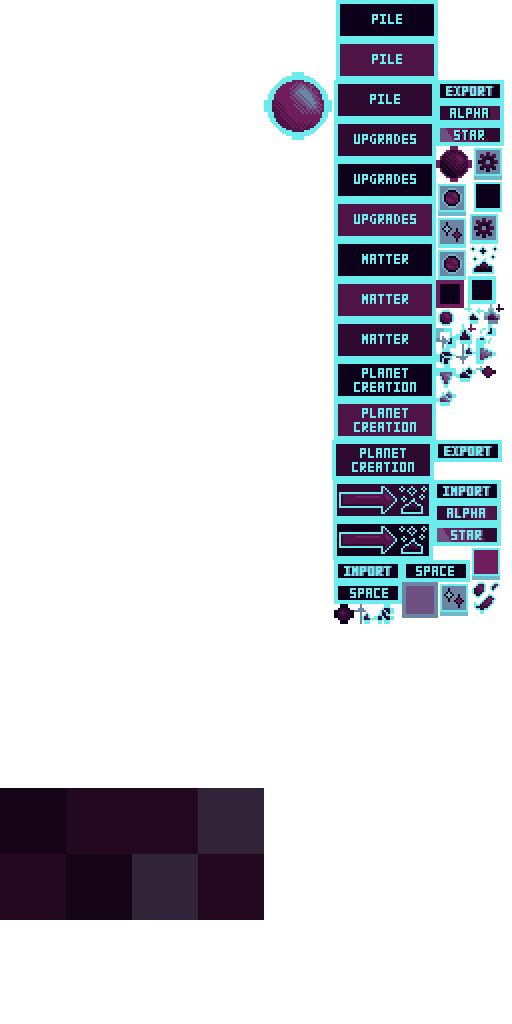 PILE
PILE
PILE
EXPORT
ALPHA
UPGRADES
STAR
UPGRADES
UPGRADES
MATTER
MATTER
MATTER
PLANET
CREATION
PLANET
CREATION
PLANET
CREATION
EXPORT
IMPORT
ALPHA
STAR
IMPORT
SPACE
SPACE